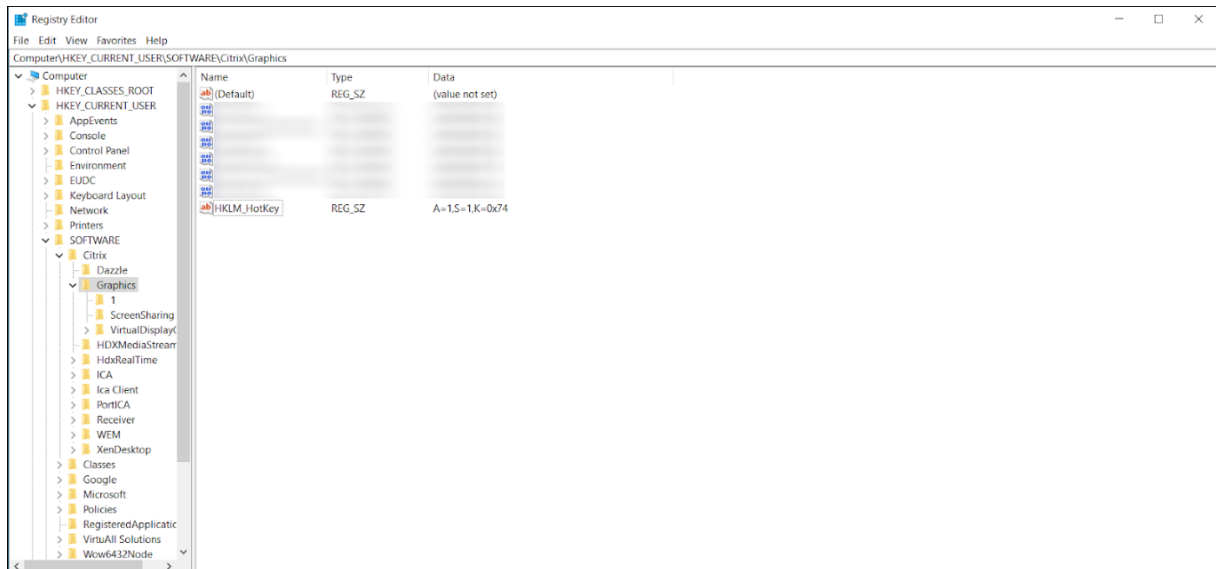 Registry Editor
File Edit View Favorites Help
Computer\HKEY_CURRENT_USER\SOFTWARE\Citrix\Graphics
Computer
HKEY_CLASSES_ROOT
HKEY_CURRENT_USER
AppEvents
Console
Control Panel
Environment
EUDC
Keyboard Layout
Network
Printers
SOFTWARE
Citrix
Dazzle
Graphics
1
ScreenSharing
VirtualDisplay
HDXMediaStream
HdxRealTime
ICA
Ica Client
PortICA
Receiver
WEM
XenDesktop
Classes
Google
Microsoft
Policies
RegisteredApplicatic
VirtuAll Solutions
Wow6432Node
Name Type Data
(Default) REG_SZ (value not set)
HKLM_HotKey REG_SZ A=1,S=1,K=0x74